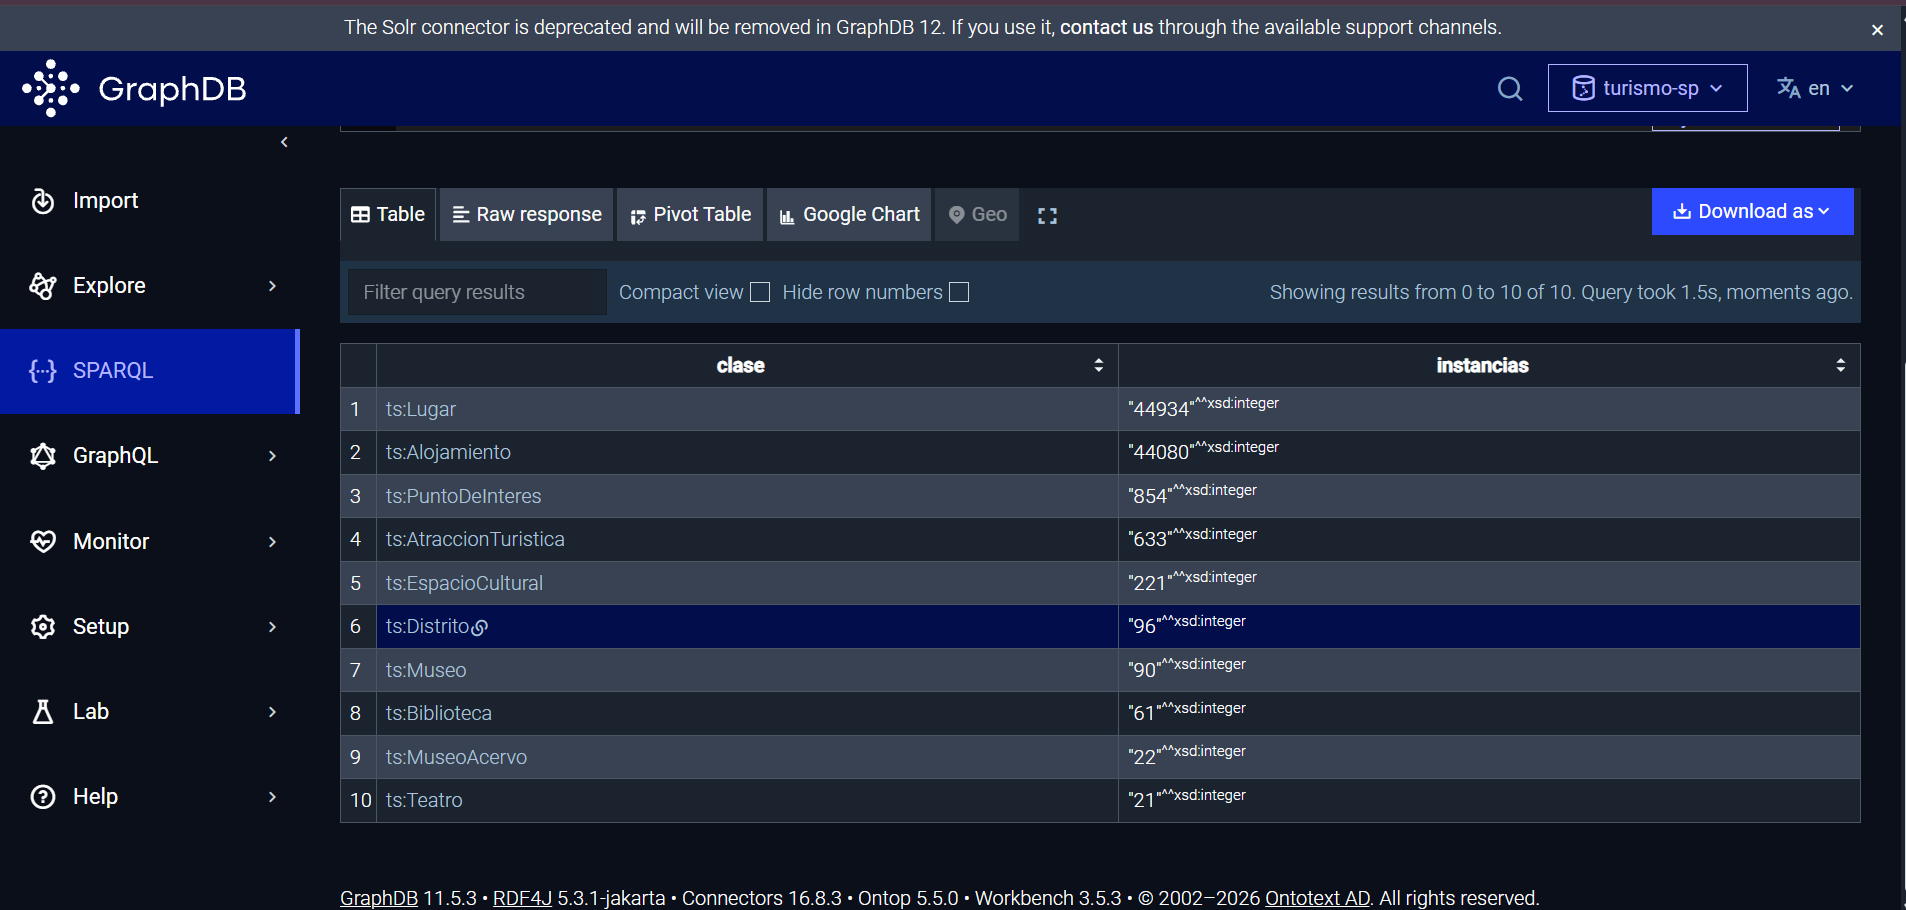 The Solr connector is deprecated and will be removed in GraphDB 12. If you use it, contact us through the available support channels.
GraphDB
turismo-sp
en
Import
Explore
SPARQL
GraphQL
Monitor
Setup
Lab
Help
Table
Raw response
Pivot Table
Google Chart
Geo
Download as
Filter query results
Compact view
Hide row numbers
Showing results from 0 to 10 of 10. Query took 1.5s, moments ago.
clase instancias
1 ts:Lugar "44934"^^xsd:integer
2 ts:Alojamiento "44080"^^xsd:integer
3 ts:PuntoDeInteres "854"^^xsd:integer
4 ts:AtraccionTuristica "633"^^xsd:integer
5 ts:EspacioCultural "221"^^xsd:integer
6 ts:Distrito "96"^^xsd:integer
7 ts:Museo "90"^^xsd:integer
8 ts:Biblioteca "61"^^xsd:integer
9 ts:MuseoAcervo "22"^^xsd:integer
10 ts:Teatro "21"^^xsd:integer
GraphDB 11.5.3 • RDF4J 5.3.1-jakarta • Connectors 16.8.3 • Ontop 5.5.0 • Workbench 3.5.3 • © 2002–2026 Ontotext AD. All rights reserved.